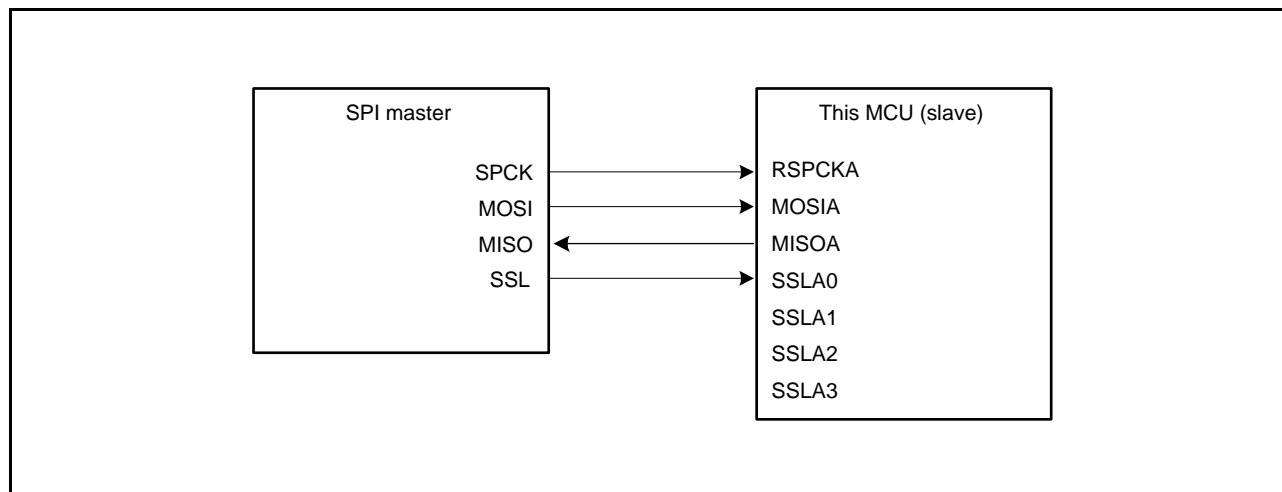 SPI master
SPCK
MOSI
MISO
SSL
This MCU (slave)
RSPCKA
MOSIA
MISOA
SSLA0
SSLA1
SSLA2
SSLA3